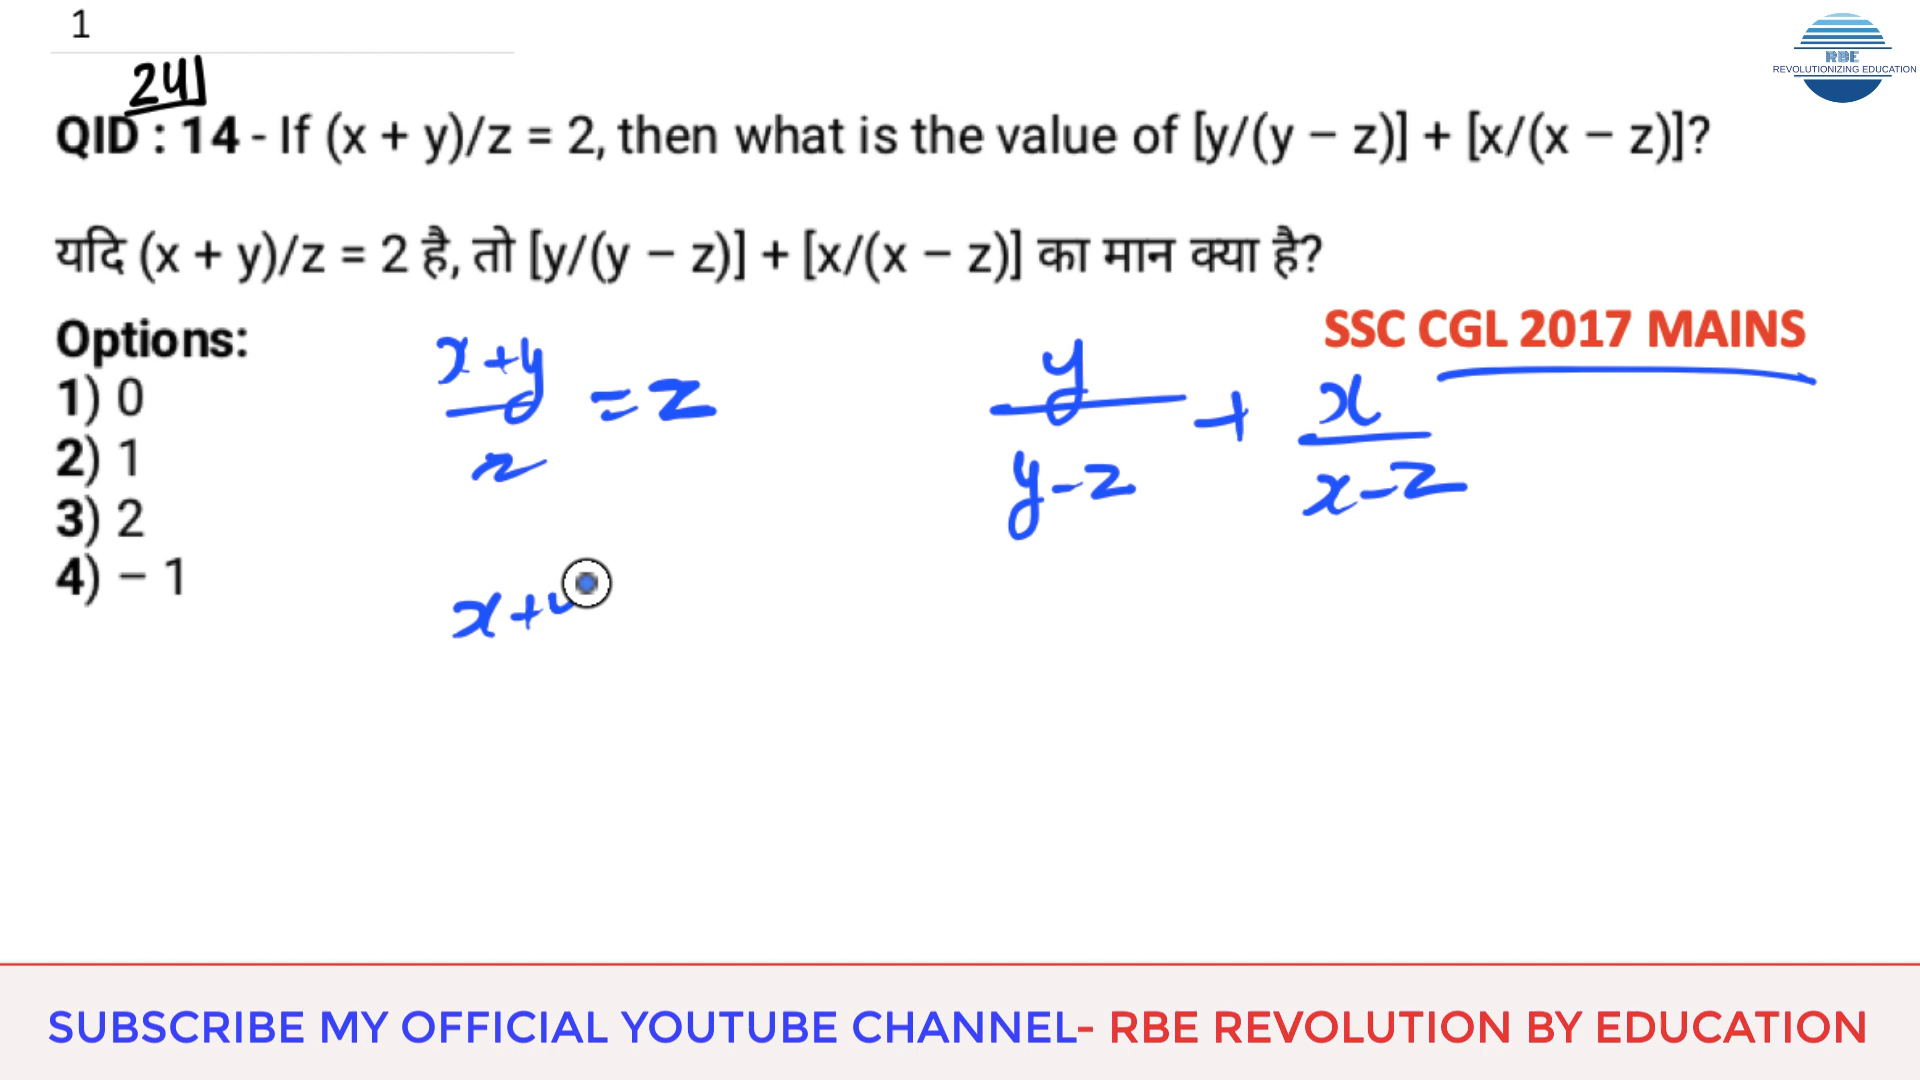 1
RBE
REVOLUTIONIZING EDUCATION
241
QID : 14 - If (x + y)/z = 2, then what is the value of [y/(y – z)] + [x/(x – z)]?
यदि (x + y)/z = 2 है, तो [y/(y – z)] + [x/(x – z)] का मान क्या है?
SSC CGL 2017 MAINS
Options:
1) 0
2) 1
3) 2
4) – 1
x+y
= 2
z
y
+ x
y-z
x-z
x+y
SUBSCRIBE MY OFFICIAL YOUTUBE CHANNEL- RBE REVOLUTION BY EDUCATION